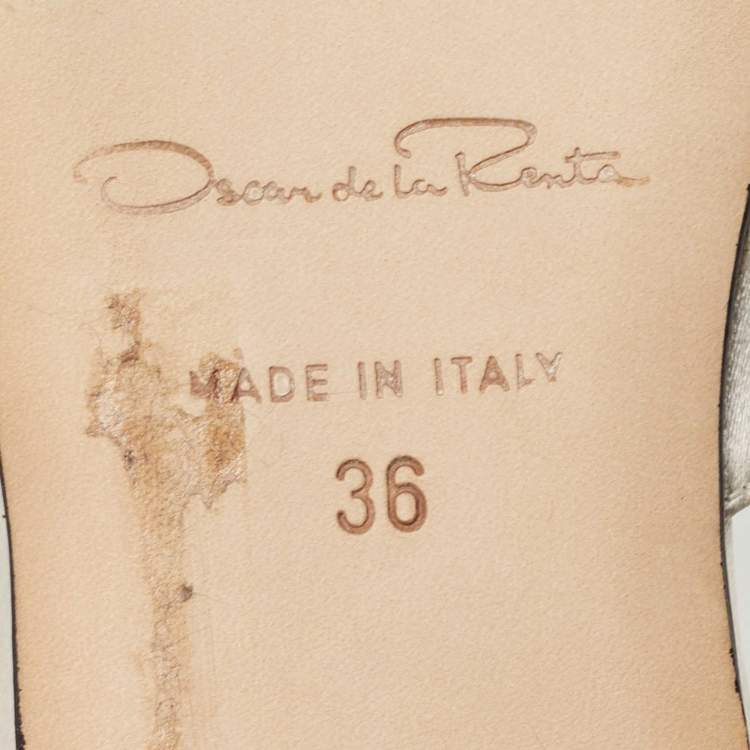 Oscar de la Renta
MADE IN ITALY
36